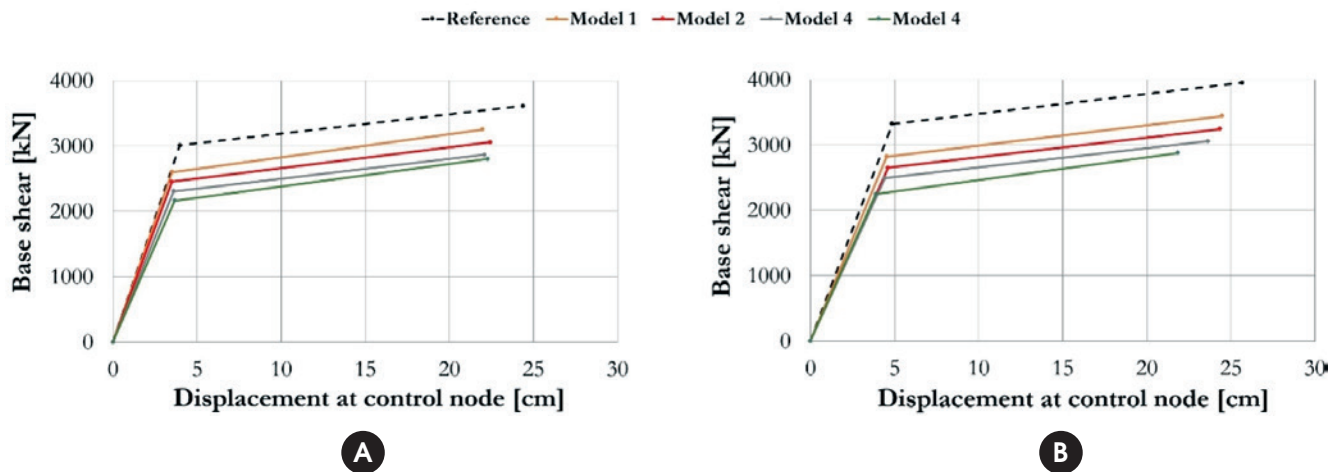 Reference Model 1 Model 2 Model 4 Model 4
4000
3000
2000
1000
0
Base shear [kN]
0 5 10 15 20 25 30
Displacement at control node [cm]
A
4000
3000
2000
1000
0
Base shear [kN]
0 5 10 15 20 25 30
Displacement at control node [cm]
B